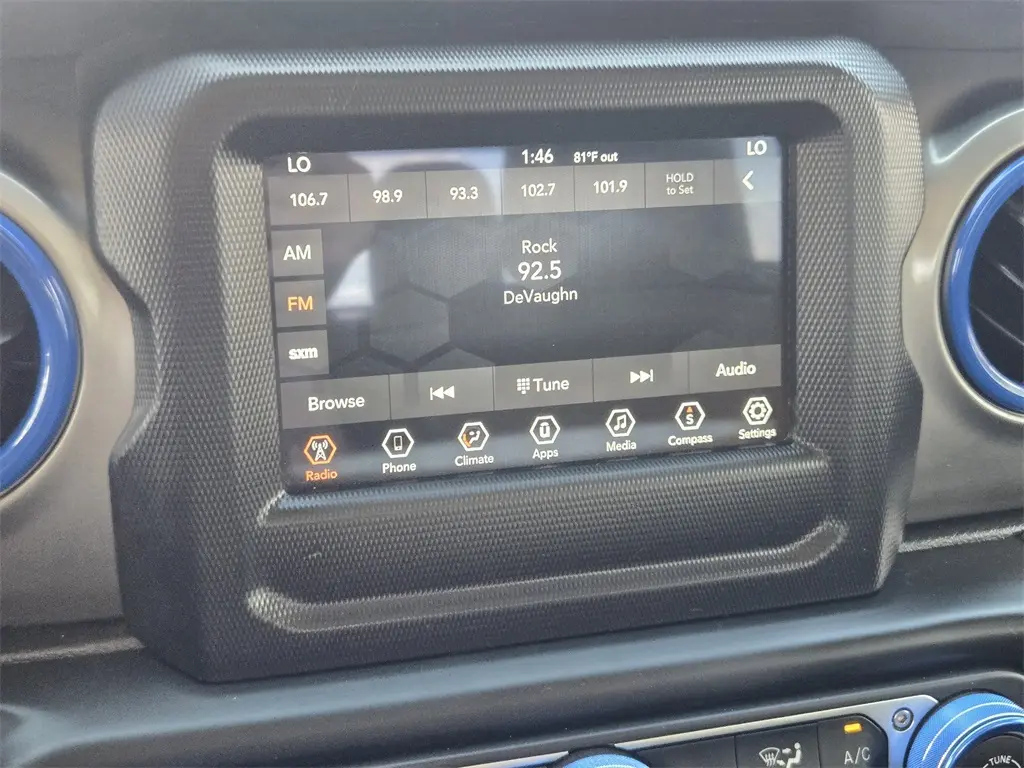 LO 1:46 81°F out LO
106.7 98.9 93.3 102.7 101.9 HOLD
to Set
AM
Rock
92.5
FM
DeVaughn
sxm
Browse Tune Audio
Radio Phone Climate Apps Media Compass Settings
S
A/C
TUNE